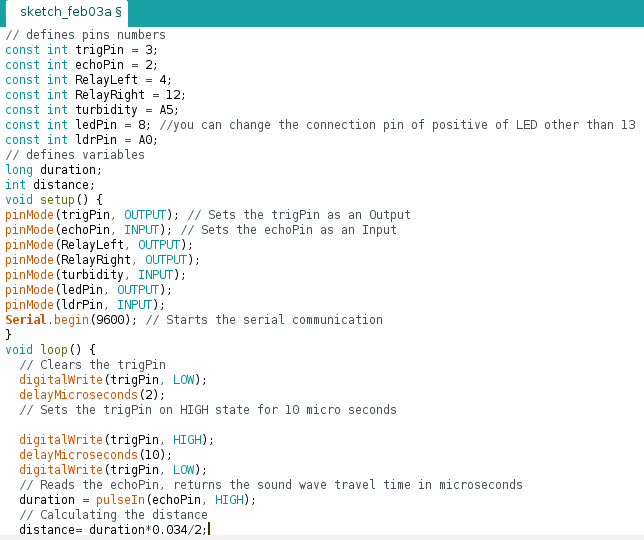 sketch_feb03a §
// defines pins numbers
const int trigPin = 3;
const int echoPin = 2;
const int RelayLeft = 4;
const int RelayRight = 12;
const int turbidity = A5;
const int ledPin = 8; //you can change the connection pin of positive of LED other than 13
const int ldrPin = A0;
// defines variables
long duration;
int distance;
void setup() {
pinMode(trigPin, OUTPUT); // Sets the trigPin as an Output
pinMode(echoPin, INPUT); // Sets the echoPin as an Input
pinMode(RelayLeft, OUTPUT);
pinMode(RelayRight, OUTPUT);
pinMode(turbidity, INPUT);
pinMode(ledPin, OUTPUT);
pinMode(ldrPin, INPUT);
Serial.begin(9600); // Starts the serial communication
}
void loop() {
// Clears the trigPin
digitalWrite(trigPin, LOW);
delayMicroseconds(2);
// Sets the trigPin on HIGH state for 10 micro seconds
digitalWrite(trigPin, HIGH);
delayMicroseconds(10);
digitalWrite(trigPin, LOW);
// Reads the echoPin, returns the sound wave travel time in microseconds
duration = pulseIn(echoPin, HIGH);
// Calculating the distance
distance= duration*0.034/2;